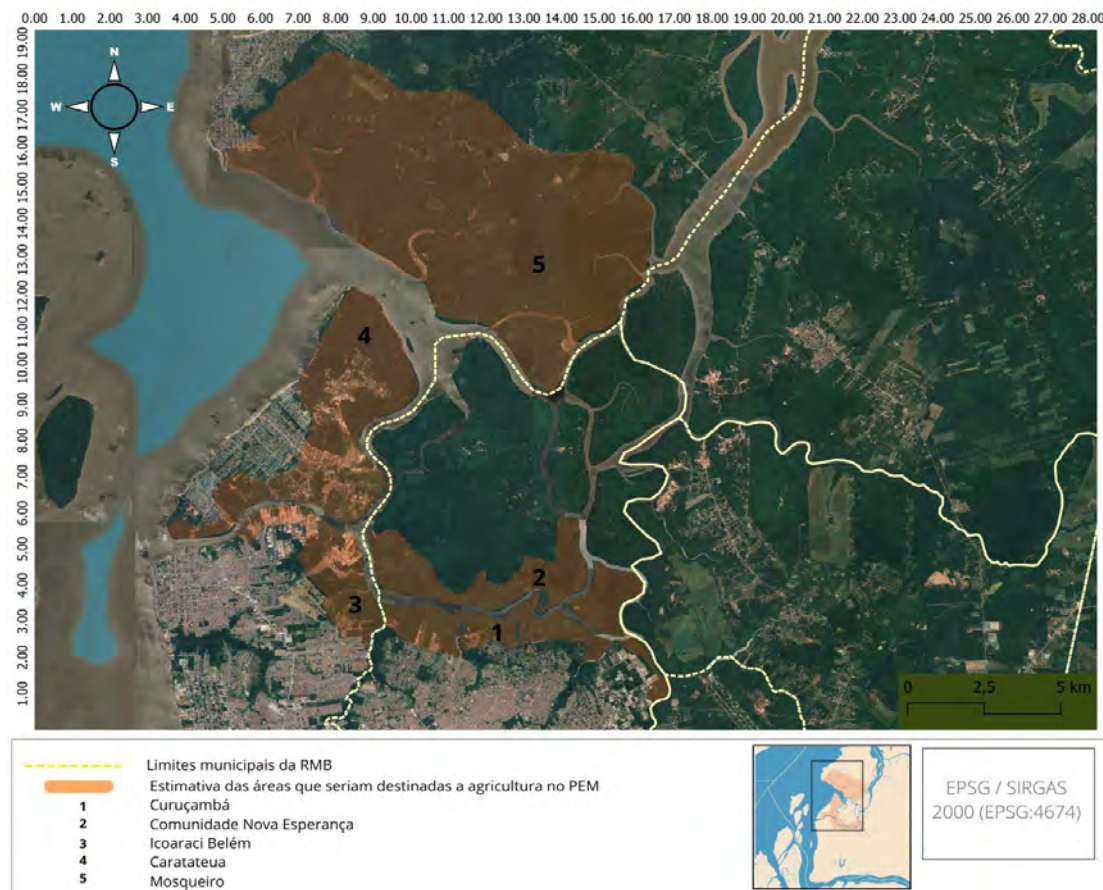 0.00 1.00 2.00 3.00 4.00 5.00 6.00 7.00 8.00 9.00 10.00 11.00 12.00 13.00 14.00 15.00 16.00 17.00 18.00 19.00 20.00 21.00 22.00 23.00 24.00 25.00 26.00 27.00 28.00
19.00
18.00
17.00
16.00
15.00
14.00
13.00
12.00
11.00
10.00
9.00
8.00
7.00
6.00
5.00
4.00
3.00
2.00
1.00
N
W E
S
5
4
2
3
1
0 2,5 5 km
Limites municipais da RMB
Estimativa das áreas que seriam destinadas a agricultura no PEM
1 Curuçambá
2 Comunidade Nova Esperança
3 Icoaraci Belém
4 Caratateua
5 Mosqueiro
EPSG / SIRGAS
2000 (EPSG:4674)